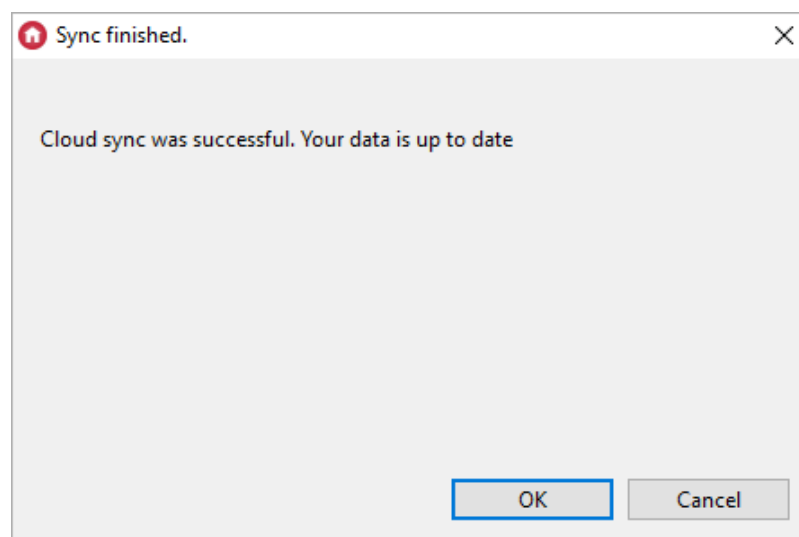 Sync finished.
Cloud sync was successful. Your data is up to date
OK
Cancel